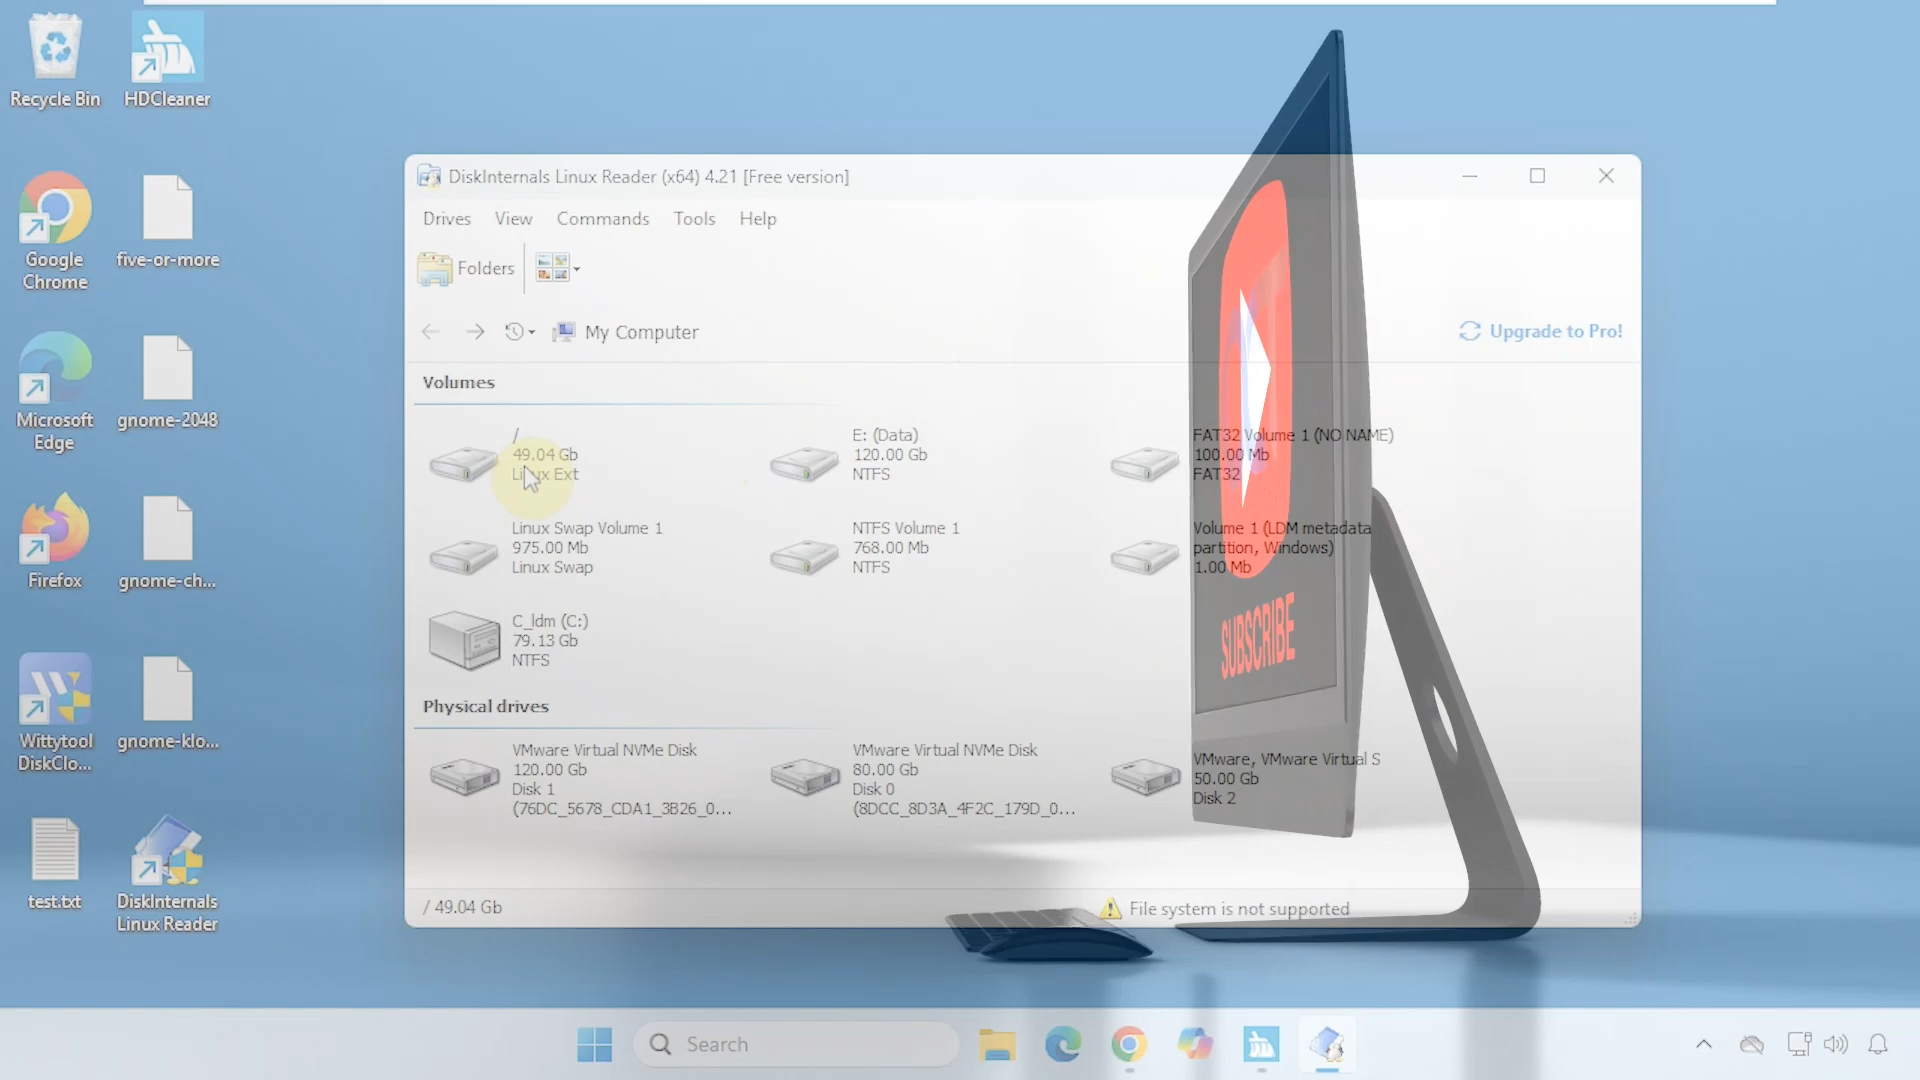 Recycle Bin
HDCleaner
Google
Chrome
five-or-more
Microsoft
Edge
gnome-2048
Firefox
gnome-ch...
Wittytool
DiskClo...
gnome-klo...
test.txt
DiskInternals
Linux Reader
DiskInternals Linux Reader (x64) 4.21 [Free version]
Drives View Commands Tools Help
Folders
My Computer
Upgrade to Pro!
Volumes
/
49.04 Gb
Linux Ext
E: (Data)
120.00 Gb
NTFS
FAT32 Volume 1 (NO NAME)
100.00 Mb
FAT32
Linux Swap Volume 1
975.00 Mb
Linux Swap
NTFS Volume 1
768.00 Mb
NTFS
Volume 1 (LDM metadata
partition, Windows)
1.00 Mb
C_ldm (C:)
79.13 Gb
NTFS
SUBSCRIBE
Physical drives
VMware Virtual NVMe Disk
120.00 Gb
Disk 1
(76DC_5678_CDA1_3B26_0...
VMware Virtual NVMe Disk
80.00 Gb
Disk 0
(8DCC_8D3A_4F2C_179D_0...
VMware, VMware Virtual S
50.00 Gb
Disk 2
/ 49.04 Gb
File system is not supported
Search